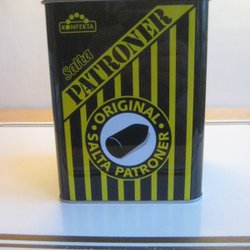 KONFEKTA
Salta
PATRONER
ORIGINAL
SALTA PATRONER